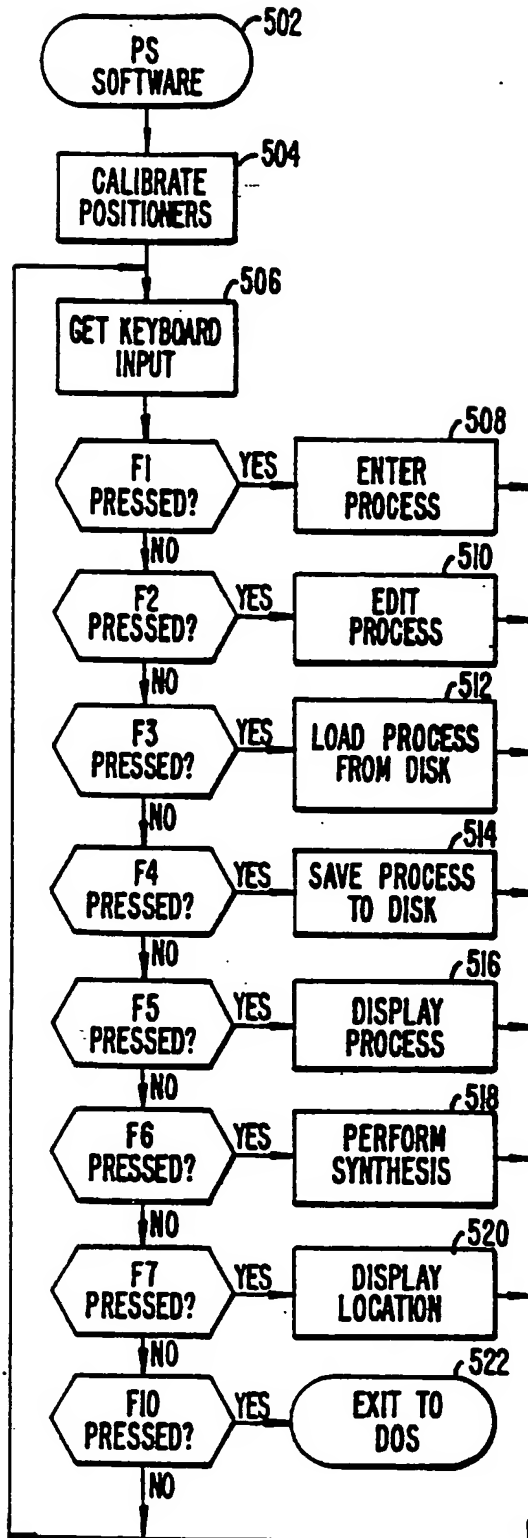 502
PS
SOFTWARE
504
CALIBRATE
POSITIONERS
506
GET KEYBOARD
INPUT
508
F1
PRESSED?
YES
ENTER
PROCESS
NO
510
F2
PRESSED?
YES
EDIT
PROCESS
NO
512
F3
PRESSED?
YES
LOAD PROCESS
FROM DISK
NO
514
F4
PRESSED?
YES
SAVE PROCESS
TO DISK
NO
516
F5
PRESSED?
YES
DISPLAY
PROCESS
NO
518
F6
PRESSED?
YES
PERFORM
SYNTHESIS
NO
520
F7
PRESSED?
YES
DISPLAY
LOCATION
NO
522
F10
PRESSED?
YES
EXIT TO
DOS
NO